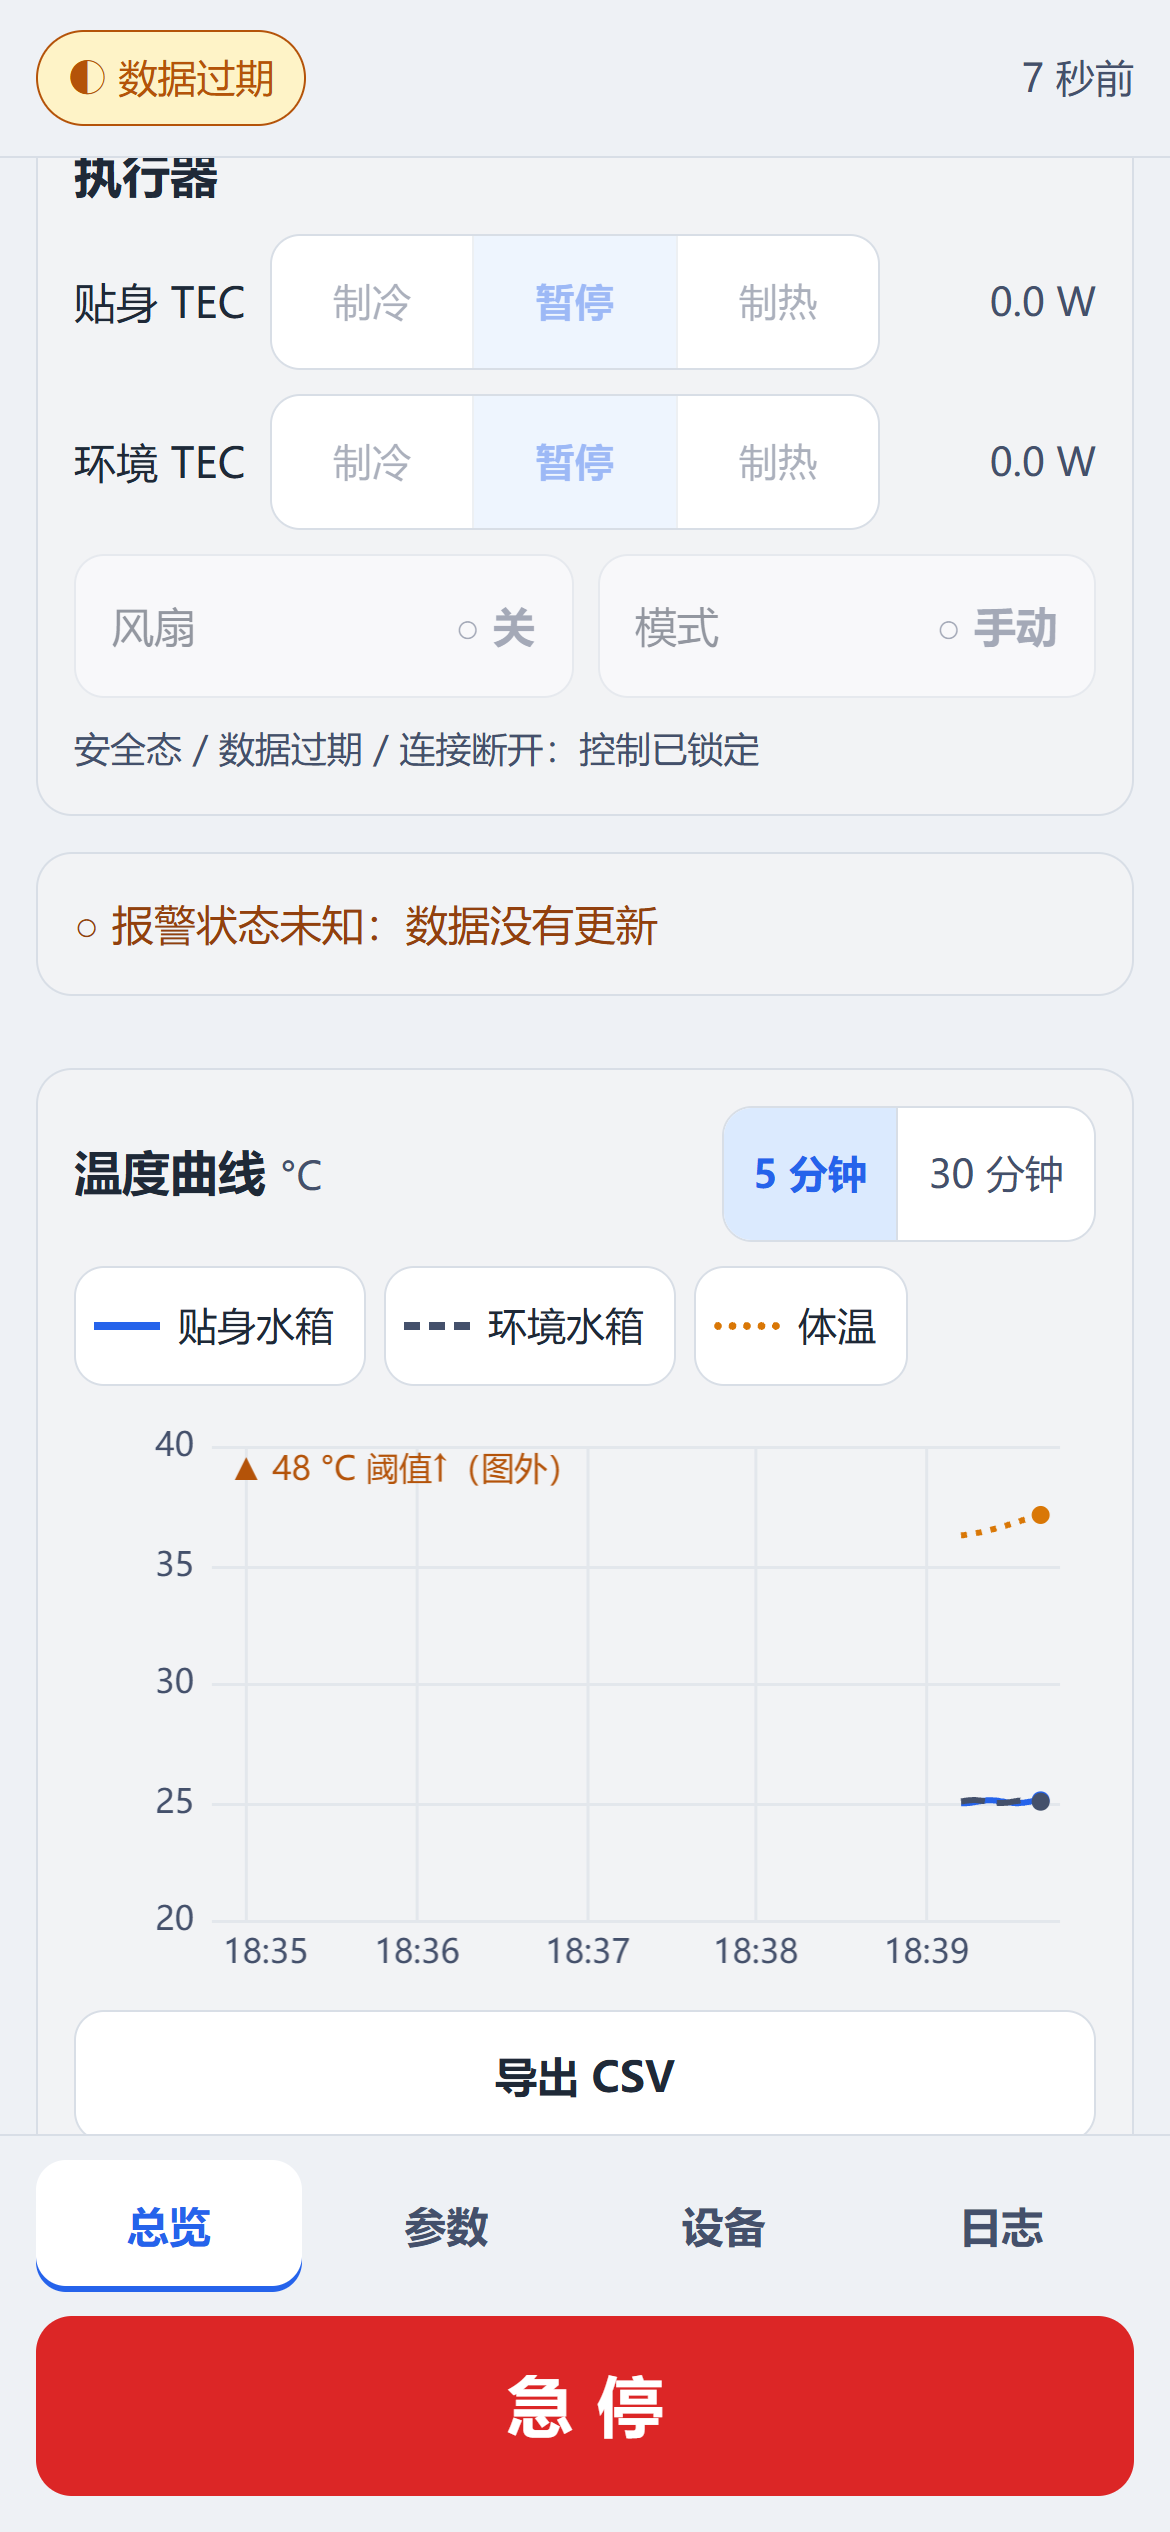 数据过期
7 秒前
执行器
贴身 TEC 制冷 暂停 制热 0.0 W
环境 TEC 制冷 暂停 制热 0.0 W
风扇 ○ 关 模式 ○ 手动
安全态 / 数据过期 / 连接断开：控制已锁定
○ 报警状态未知：数据没有更新
温度曲线 °C 5 分钟 30 分钟
贴身水箱 环境水箱 体温
40
▲ 48 °C 阈值↑（图外）
35
30
25
20
18:35 18:36 18:37 18:38 18:39
导出 CSV
总览 参数 设备 日志
急 停